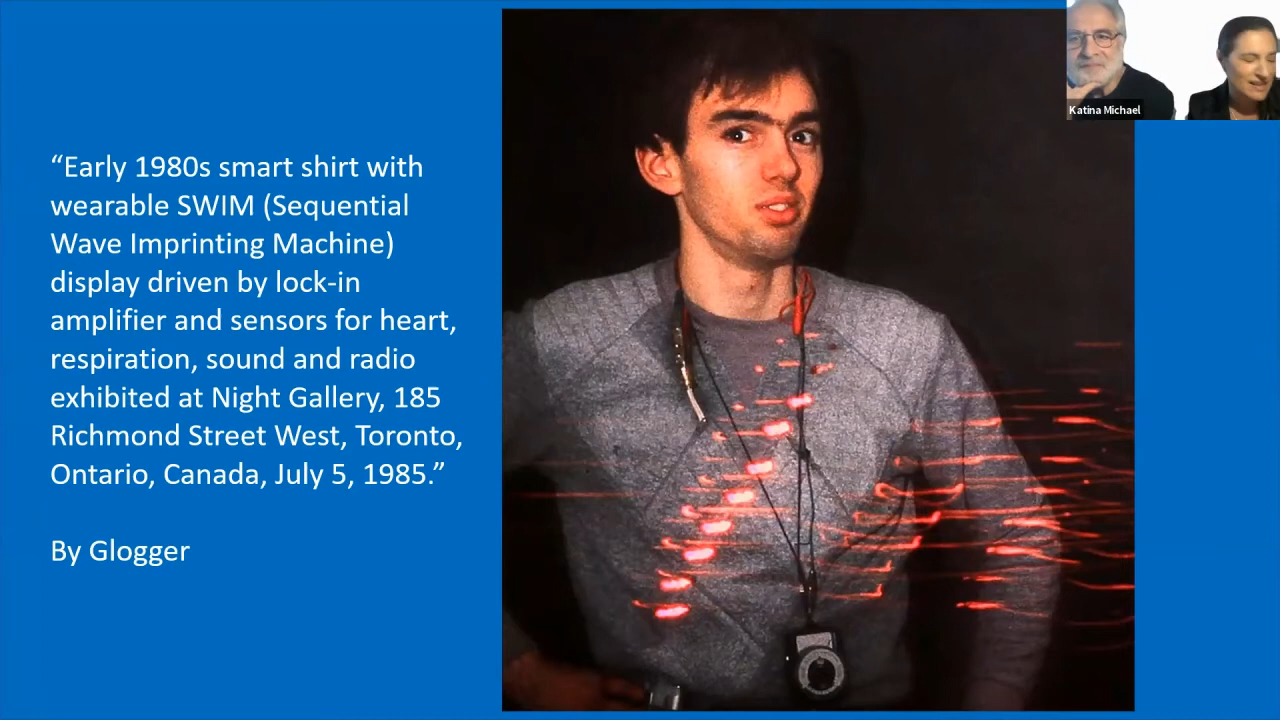 “Early 1980s smart shirt with
wearable SWIM (Sequential
Wave Imprinting Machine)
display driven by lock-in
amplifier and sensors for heart,
respiration, sound and radio
exhibited at Night Gallery, 185
Richmond Street West, Toronto,
Ontario, Canada, July 5, 1985.”
By Glogger
Katina Michael